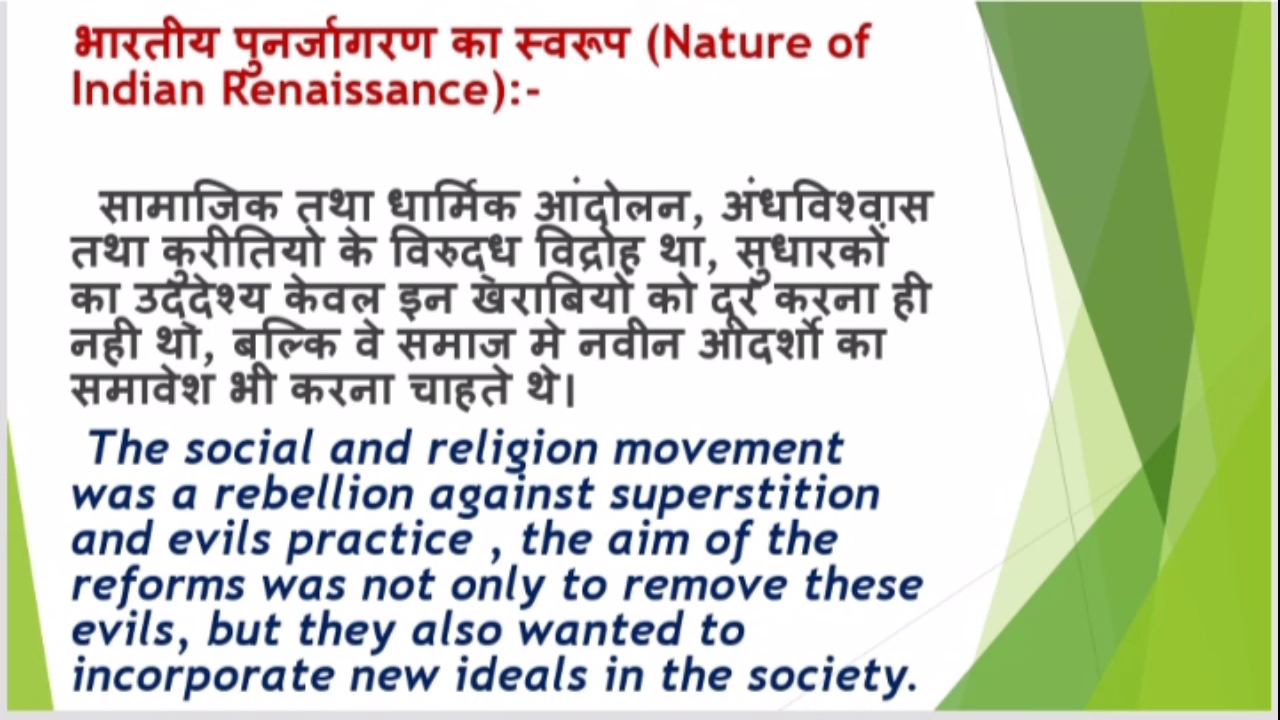 भारतीय पुनर्जागरण का स्वरूप (Nature of
Indian Renaissance):-
सामाजिक तथा धार्मिक आंदोलन, अंधविश्वास
तथा कुरीतियो के विरुद्ध विद्रोह था, सुधारकों
का उद्देश्य केवल इन खराबियों को दूर करना ही
नही था, बल्कि वे समाज मे नवीन आदर्शो का
समावेश भी करना चाहते थे।
The social and religion movement
was a rebellion against superstition
and evils practice , the aim of the
reforms was not only to remove these
evils, but they also wanted to
incorporate new ideals in the society.